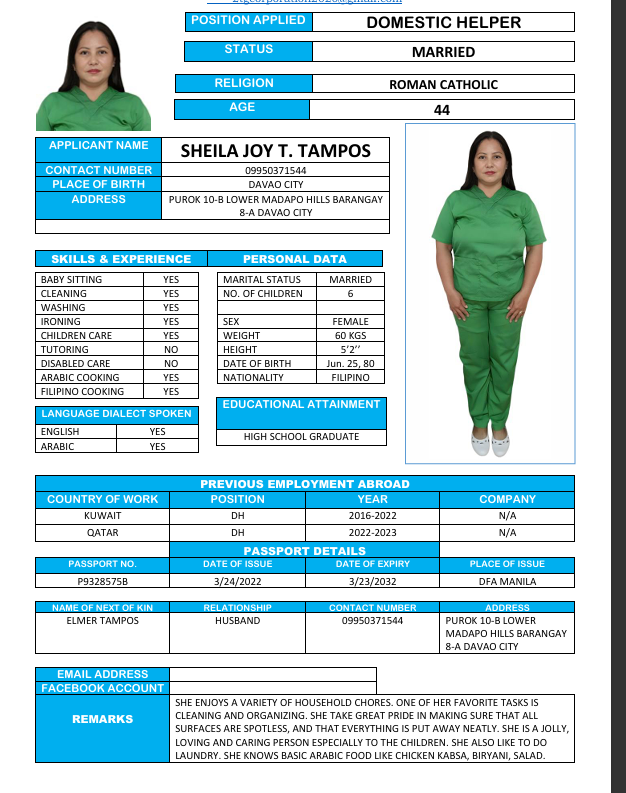 POSITION APPLIED DOMESTIC HELPER
STATUS MARRIED
RELIGION ROMAN CATHOLIC
AGE 44
APPLICANT NAME SHEILA JOY T. TAMPOS
CONTACT NUMBER 09950371544
PLACE OF BIRTH DAVAO CITY
ADDRESS PUROK 10-B LOWER MADAPO HILLS BARANGAY
8-A DAVAO CITY
SKILLS & EXPERIENCE PERSONAL DATA
BABY SITTING YES MARITAL STATUS MARRIED
CLEANING YES NO. OF CHILDREN 6
WASHING YES
IRONING YES SEX FEMALE
CHILDREN CARE YES WEIGHT 60 KGS
TUTORING NO HEIGHT 5’2’’
DISABLED CARE NO DATE OF BIRTH Jun. 25, 80
ARABIC COOKING YES NATIONALITY FILIPINO
FILIPINO COOKING YES
LANGUAGE DIALECT SPOKEN EDUCATIONAL ATTAINMENT
ENGLISH YES HIGH SCHOOL GRADUATE
ARABIC YES
PREVIOUS EMPLOYMENT ABROAD
COUNTRY OF WORK POSITION YEAR COMPANY
KUWAIT DH 2016-2022 N/A
QATAR DH 2022-2023 N/A
PASSPORT DETAILS
PASSPORT NO. DATE OF ISSUE DATE OF EXPIRY PLACE OF ISSUE
P9328575B 3/24/2022 3/23/2032 DFA MANILA
NAME OF NEXT OF KIN RELATIONSHIP CONTACT NUMBER ADDRESS
ELMER TAMPOS HUSBAND 09950371544 PUROK 10-B LOWER
MADAPO HILLS BARANGAY
8-A DAVAO CITY
EMAIL ADDRESS
FACEBOOK ACCOUNT
REMARKS
SHE ENJOYS A VARIETY OF HOUSEHOLD CHORES. ONE OF HER FAVORITE TASKS IS
CLEANING AND ORGANIZING. SHE TAKE GREAT PRIDE IN MAKING SURE THAT ALL
SURFACES ARE SPOTLESS, AND THAT EVERYTHING IS PUT AWAY NEATLY. SHE IS A JOLLY,
LOVING AND CARING PERSON ESPECIALLY TO THE CHILDREN. SHE ALSO LIKE TO DO
LAUNDRY. SHE KNOWS BASIC ARABIC FOOD LIKE CHICKEN KABSA, BIRYANI, SALAD.